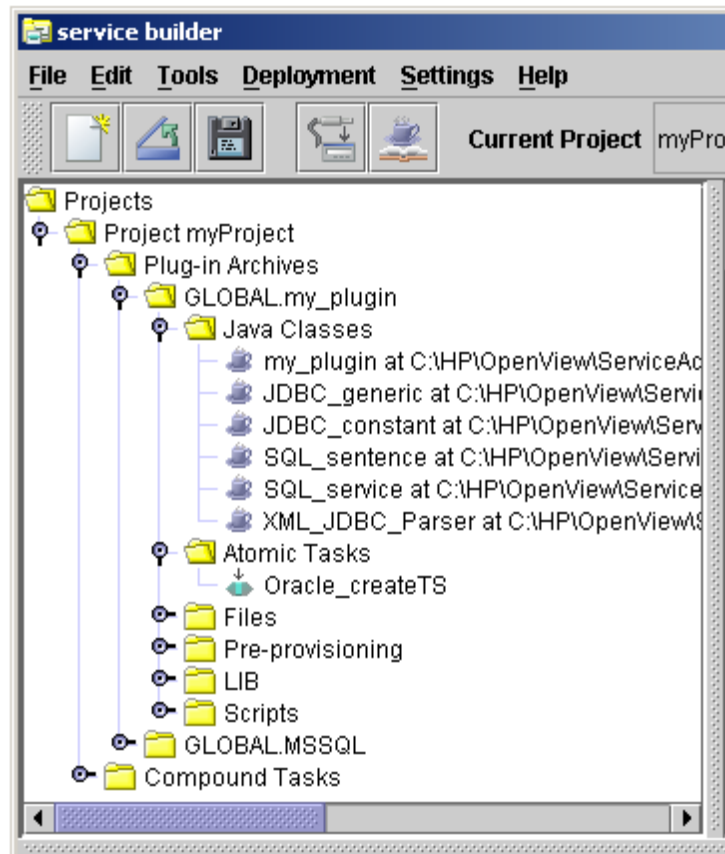 service builder
File Edit Tools Deployment Settings Help
Current Project myPro
Projects
Project myProject
Plug-in Archives
GLOBAL.my_plugin
Java Classes
my_plugin at C:\HP\OpenView\ServiceAc
JDBC_generic at C:\HP\OpenView\Servi
JDBC_constant at C:\HP\OpenView\Serv
SQL_sentence at C:\HP\OpenView\Servi
SQL_service at C:\HP\OpenView\Service
XML_JDBC_Parser at C:\HP\OpenView\S
Atomic Tasks
Oracle_createTS
Files
Pre-provisioning
LIB
Scripts
GLOBAL.MSSQL
Compound Tasks